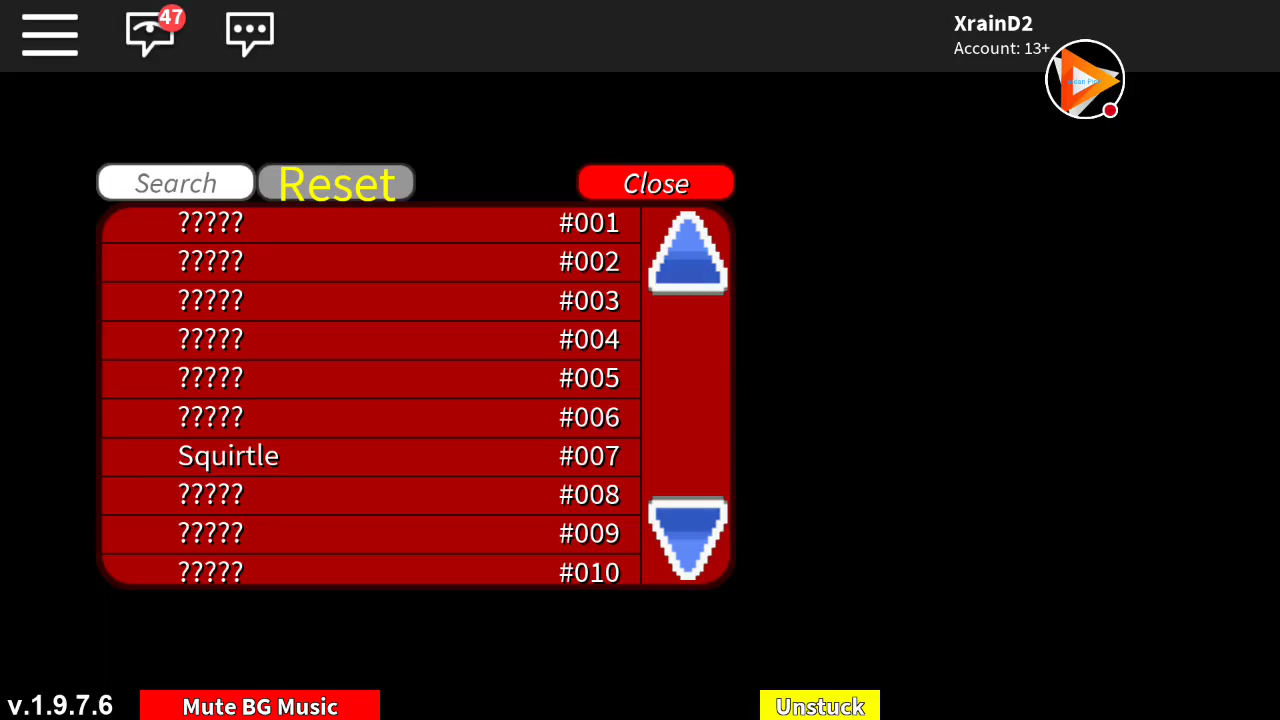 47
XrainD2
Account: 13+
Search
Reset
Close
????? #001
????? #002
????? #003
????? #004
????? #005
????? #006
Squirtle #007
????? #008
????? #009
????? #010
v.1.9.7.6
Mute BG Music
Unstuck